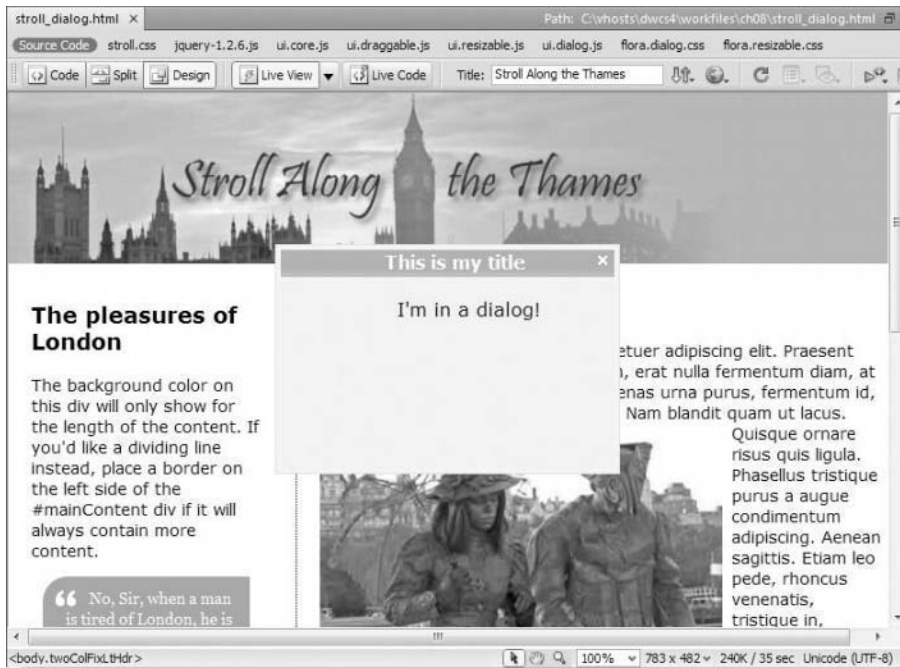 stroll_dialog.html ×
Path: C:\vhosts\dwcs4\workfiles\ch08\stroll_dialog.html
Source Code stroll.css jquery-1.2.6.js ui.core.js ui.draggable.js ui.resizable.js ui.dialog.js flora.dialog.css flora.resizable.css
Code Split Design Live View Live Code Title: Stroll Along the Thames
Stroll Along the Thames
This is my title ×
I'm in a dialog!
The pleasures of
London
The background color on
this div will only show for
the length of the content. If
you'd like a dividing line
instead, place a border on
the left side of the
#mainContent div if it will
always contain more
content.
“ No, Sir, when a man
is tired of London, he is
etuer adipiscing elit. Praesent
, erat nulla fermentum diam, at
enas urna purus, fermentum id,
Nam blandit quam ut lacus.
Quisque ornare
risus quis ligula.
Phasellus tristique
purus a augue
condimentum
adipiscing. Aenean
sagittis. Etiam leo
pede, rhoncus
venenatis,
tristique in,
<body.twoColFixLtHdr> 100% 783 x 482 240K / 35 sec Unicode (UTF-8)